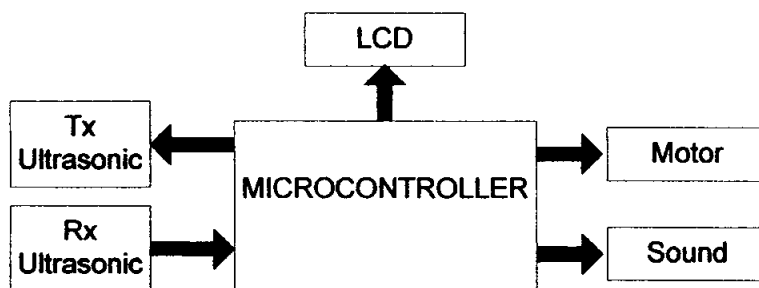 LCD
Tx
Ultrasonic
MICROCONTROLLER
Motor
Rx
Ultrasonic
Sound